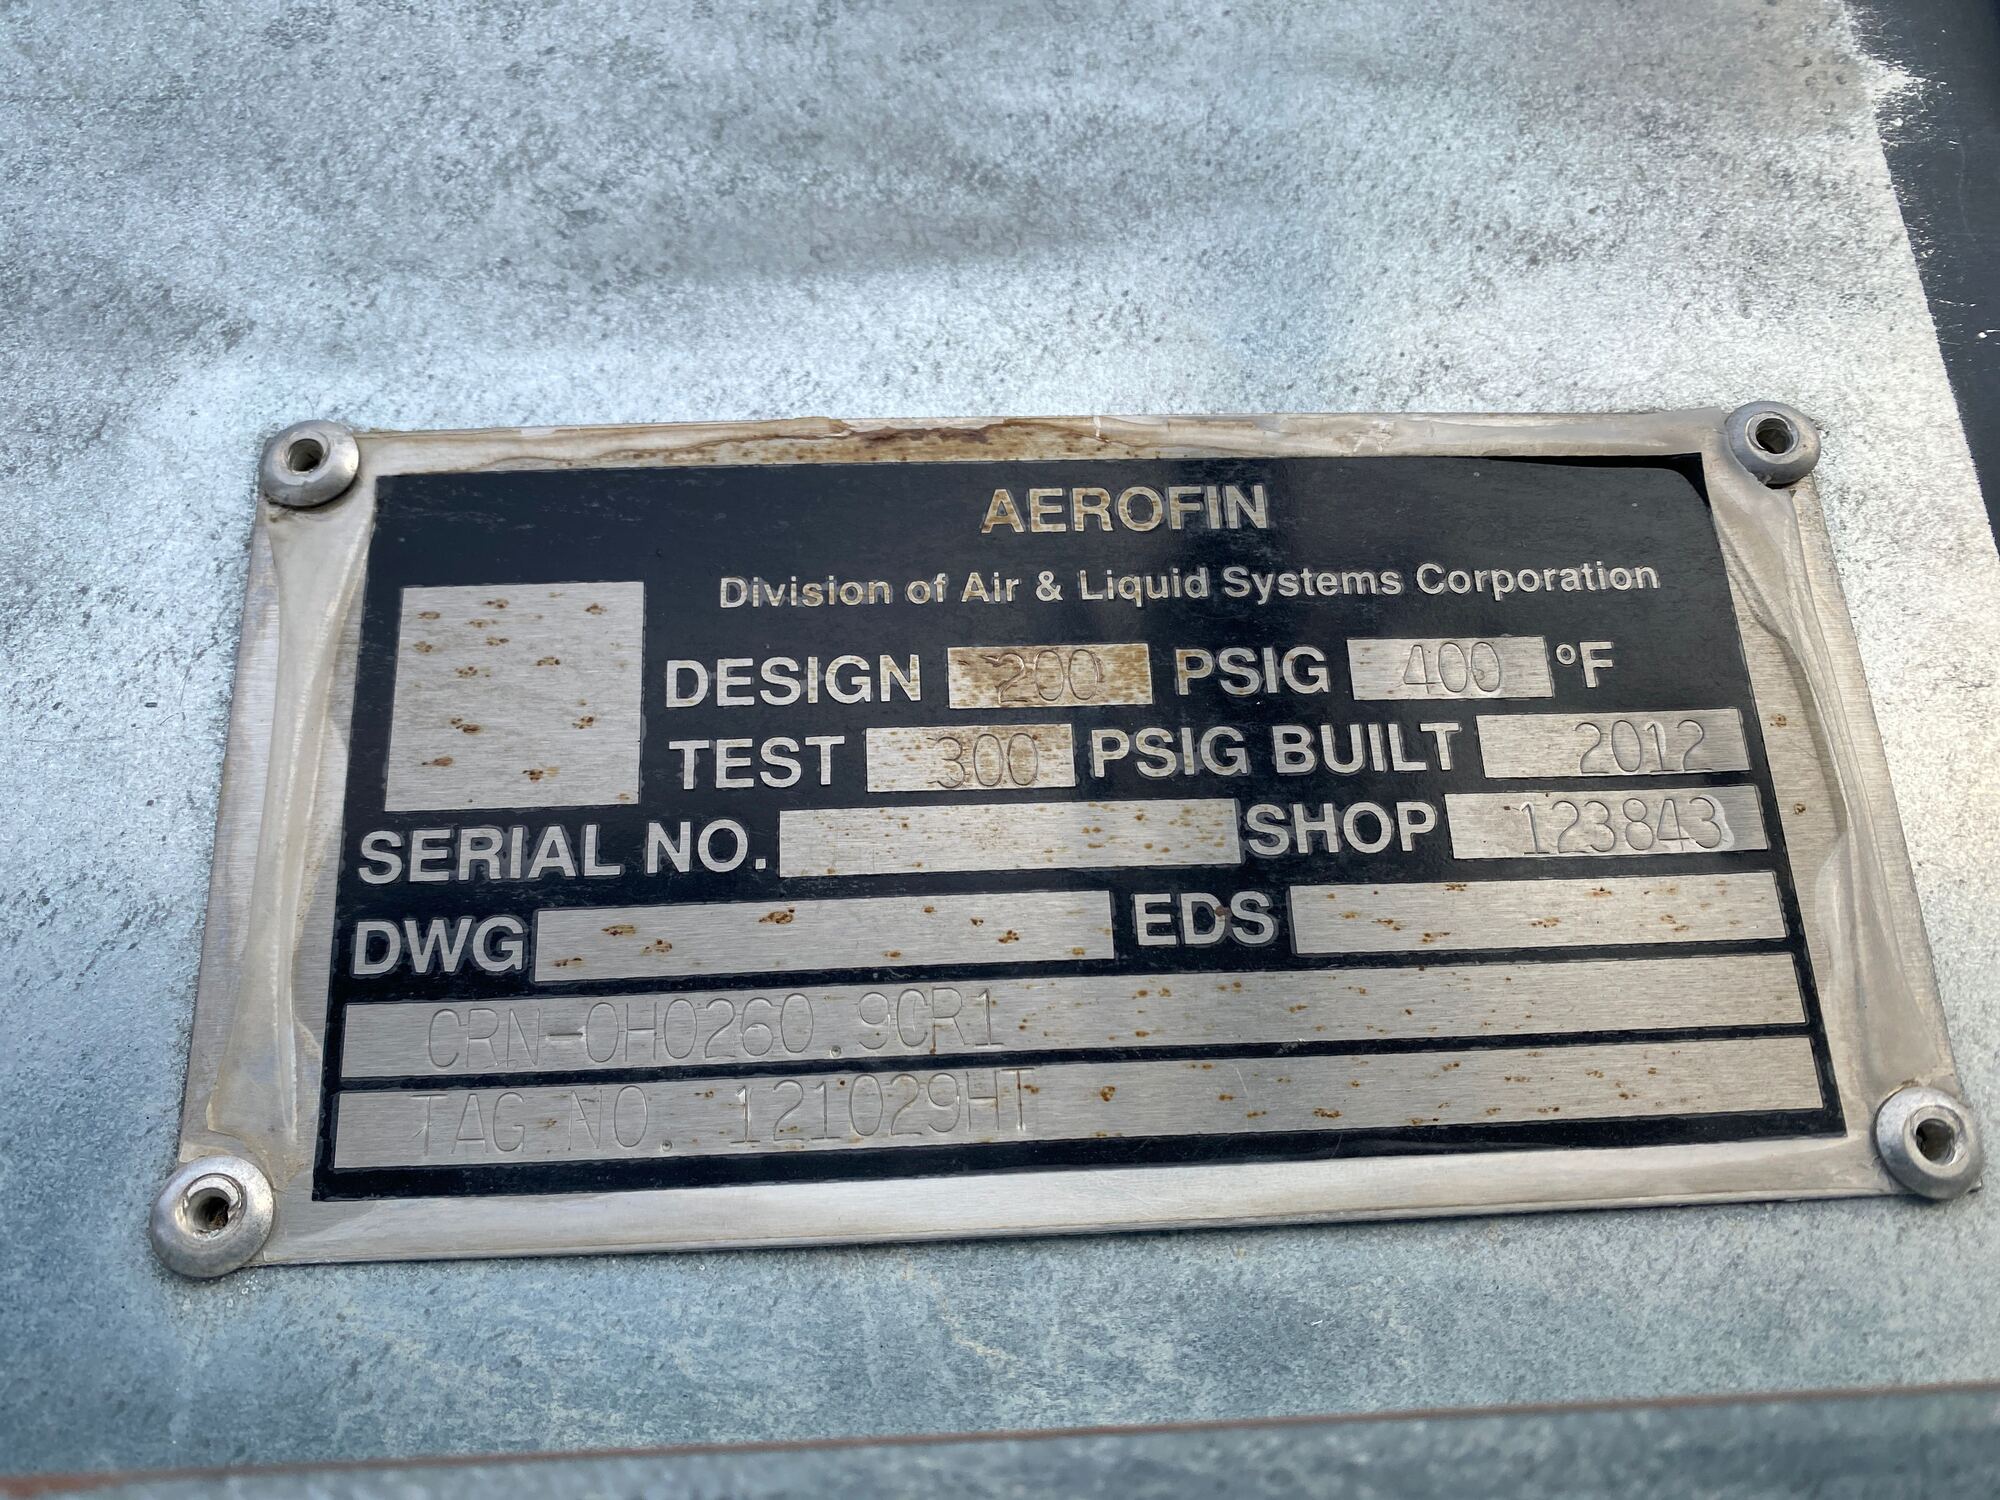 AEROFIN
Division of Air & Liquid Systems Corporation
DESIGN 200 PSIG 400 °F
TEST 300 PSIG BUILT 2012
SERIAL NO. SHOP 123843
DWG EDS
CRN-0H0260.9CR1
TAG NO. 121029HT